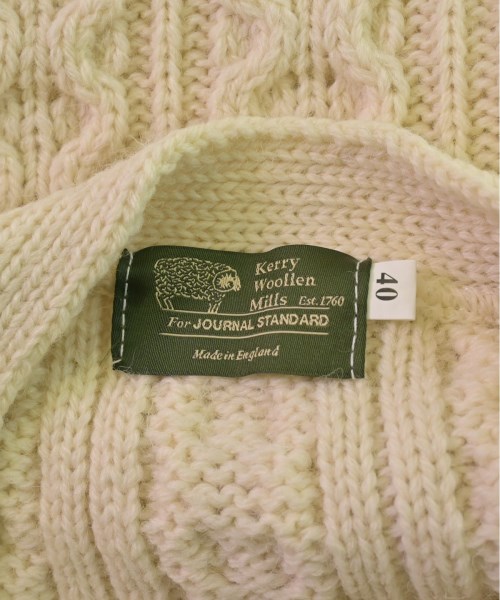 Kerry
Woollen
Mills Est. 1760
For JOURNAL STANDARD
Made in England
40